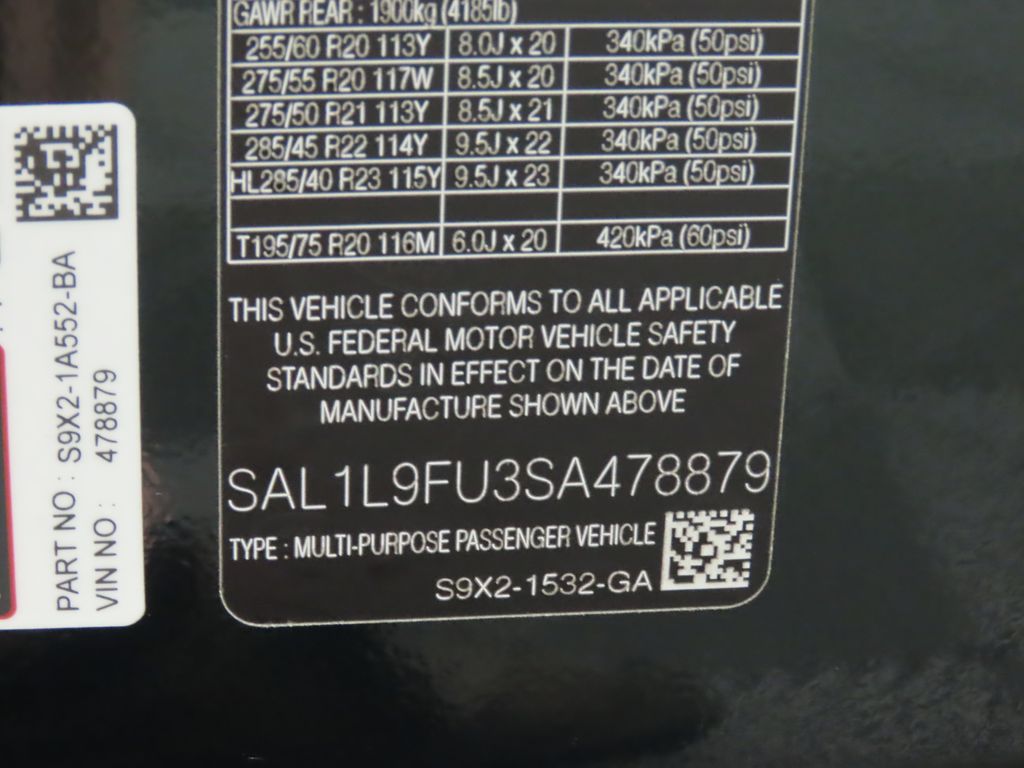 GAWR REAR : 1900kg (4185lb)
255/60 R20 113Y 8.0J x 20 340kPa (50psi)
275/55 R20 117W 8.5J x 20 340kPa (50psi)
275/50 R21 113Y 8.5J x 21 340kPa (50psi)
285/45 R22 114Y 9.5J x 22 340kPa (50psi)
HL285/40 R23 115Y 9.5J x 23 340kPa (50psi)
T195/75 R20 116M 6.0J x 20 420kPa (60psi)
THIS VEHICLE CONFORMS TO ALL APPLICABLE
U.S. FEDERAL MOTOR VEHICLE SAFETY
STANDARDS IN EFFECT ON THE DATE OF
MANUFACTURE SHOWN ABOVE
SAL1L9FU3SA478879
TYPE : MULTI-PURPOSE PASSENGER VEHICLE
S9X2-1532-GA
PART NO : S9X2-1A552-BA
VIN NO : 478879